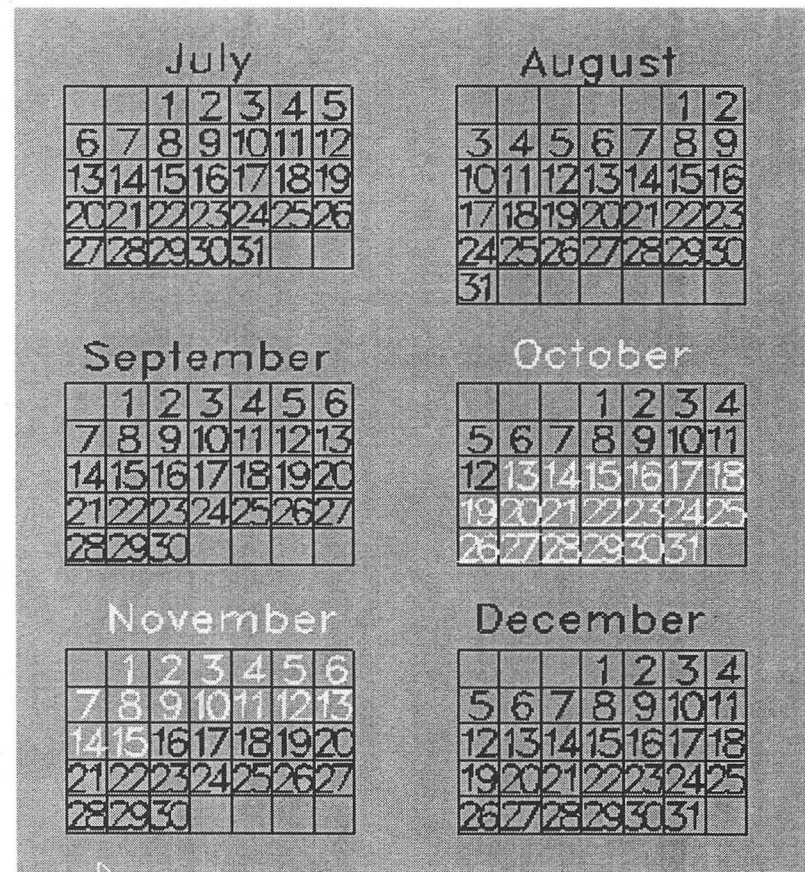 July
1 2 3 4 5
6 7 8 9 10 11 12
13 14 15 16 17 18 19
20 21 22 23 24 25 26
27 28 29 30 31
August
1 2
3 4 5 6 7 8 9
10 11 12 13 14 15 16
17 18 19 20 21 22 23
24 25 26 27 28 29 30
31
September
1 2 3 4 5 6
7 8 9 10 11 12 13
14 15 16 17 18 19 20
21 22 23 24 25 26 27
28 29 30
October
1 2 3 4
5 6 7 8 9 10 11
12 13 14 15 16 17 18
19 20 21 22 23 24 25
26 27 28 29 30 31
November
1 2 3 4 5 6
7 8 9 10 11 12 13
14 15 16 17 18 19 20
21 22 23 24 25 26 27
28 29 30
December
1 2 3 4
5 6 7 8 9 10 11
12 13 14 15 16 17 18
19 20 21 22 23 24 25
26 27 28 29 30 31